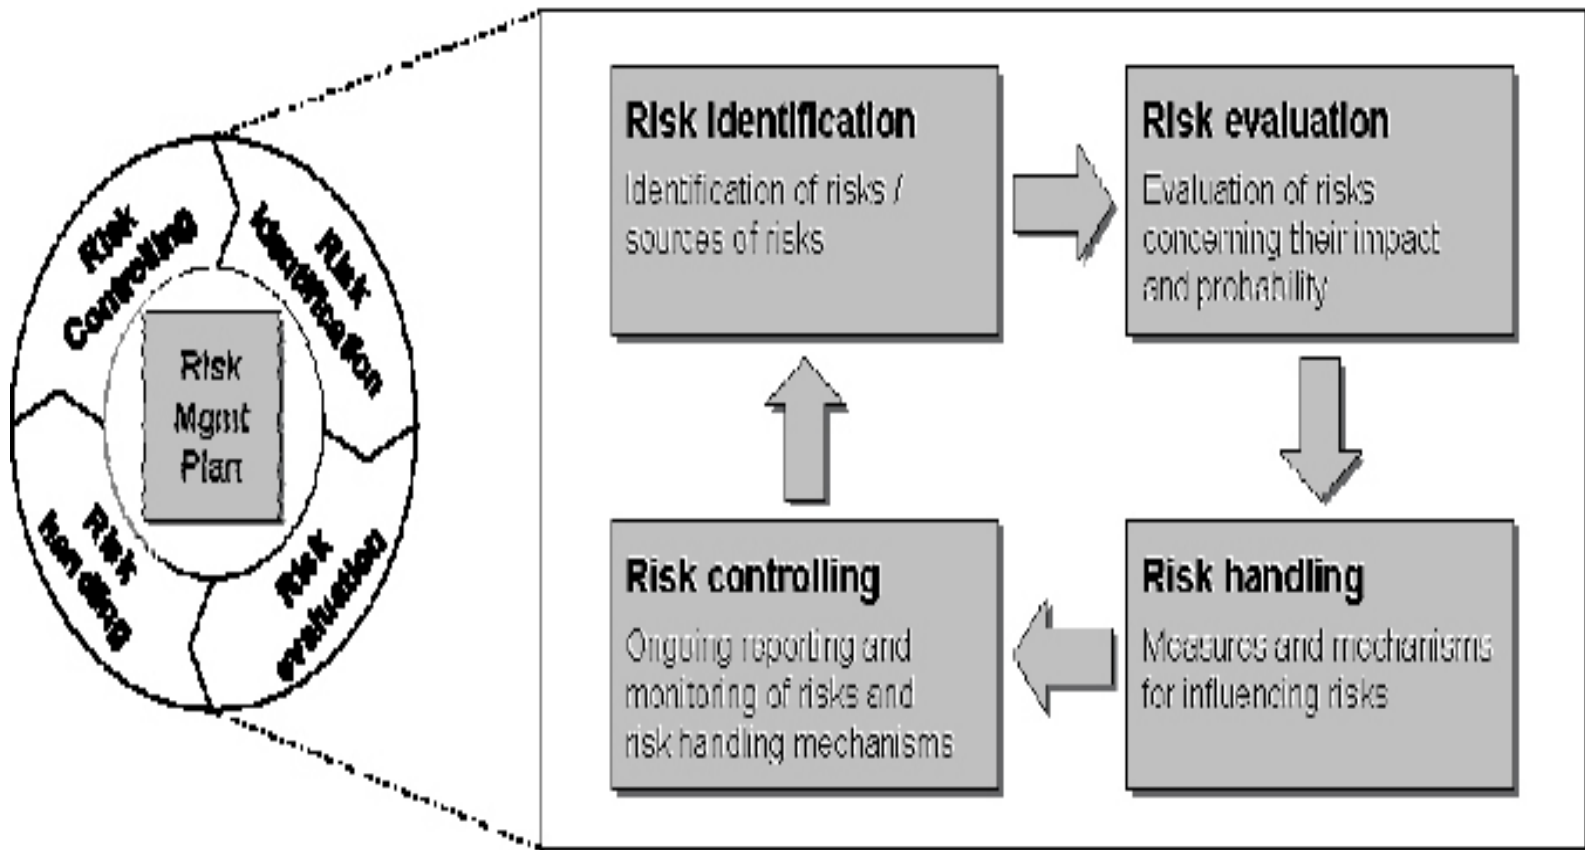 Risk
Controlling
Risk
Identification
Risk
Mgmt
Plan
Risk
handling
Risk
evaluation
Risk identification
Identification of risks /
sources of risks
Risk evaluation
Evaluation of risks
concerning their impact
and probability
Risk controlling
Ongoing reporting and
monitoring of risks and
risk handling mechanisms
Risk handling
Measures and mechanisms
for influencing risks